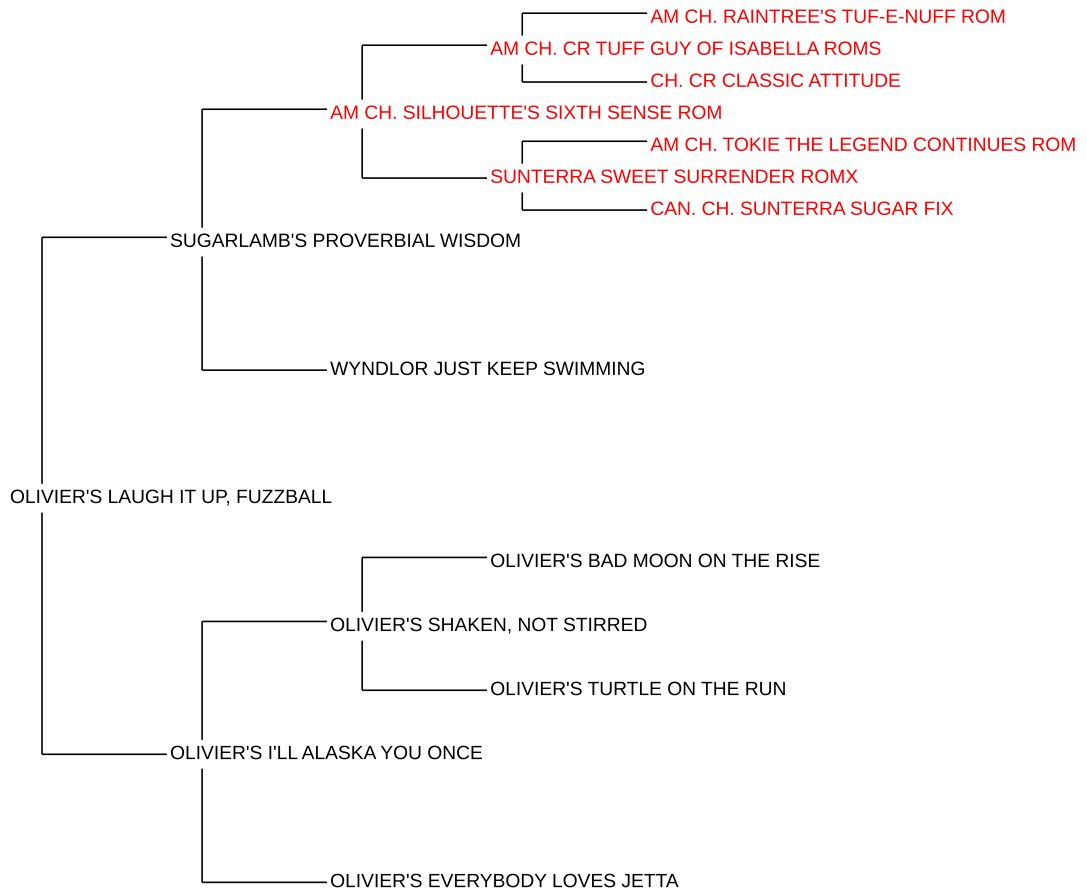 AM CH. RAINTREE'S TUF-E-NUFF ROM
AM CH. CR TUFF GUY OF ISABELLA ROMS
CH. CR CLASSIC ATTITUDE
AM CH. SILHOUETTE'S SIXTH SENSE ROM
AM CH. TOKIE THE LEGEND CONTINUES ROM
SUNTERRA SWEET SURRENDER ROMX
CAN. CH. SUNTERRA SUGAR FIX
SUGARLAMB'S PROVERBIAL WISDOM
WYNDLOR JUST KEEP SWIMMING
OLIVIER'S LAUGH IT UP, FUZZBALL
OLIVIER'S BAD MOON ON THE RISE
OLIVIER'S SHAKEN, NOT STIRRED
OLIVIER'S TURTLE ON THE RUN
OLIVIER'S I'LL ALASKA YOU ONCE
OLIVIER'S EVERYBODY LOVES JETTA